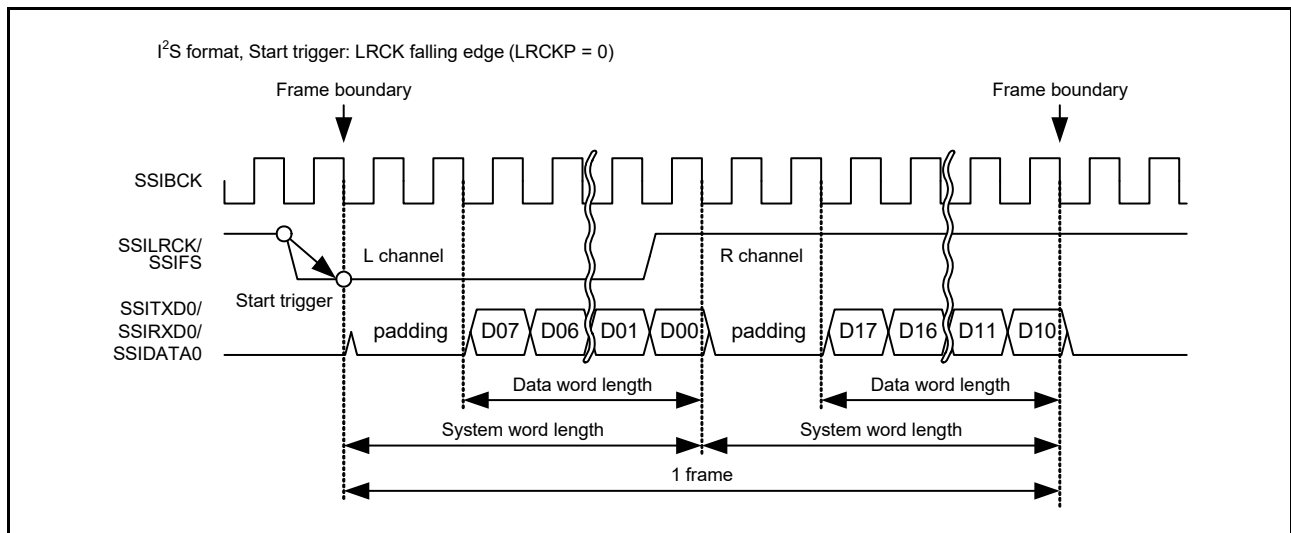 I²S format, Start trigger: LRCK falling edge (LRCKP = 0)
Frame boundary Frame boundary
SSIBCK
SSILRCK/
SSIFS
L channel R channel
Start trigger
SSITXD0/
SSIRXD0/
SSIDATA0
padding D07 D06 D01 D00 padding D17 D16 D11 D10
Data word length Data word length
System word length System word length
1 frame